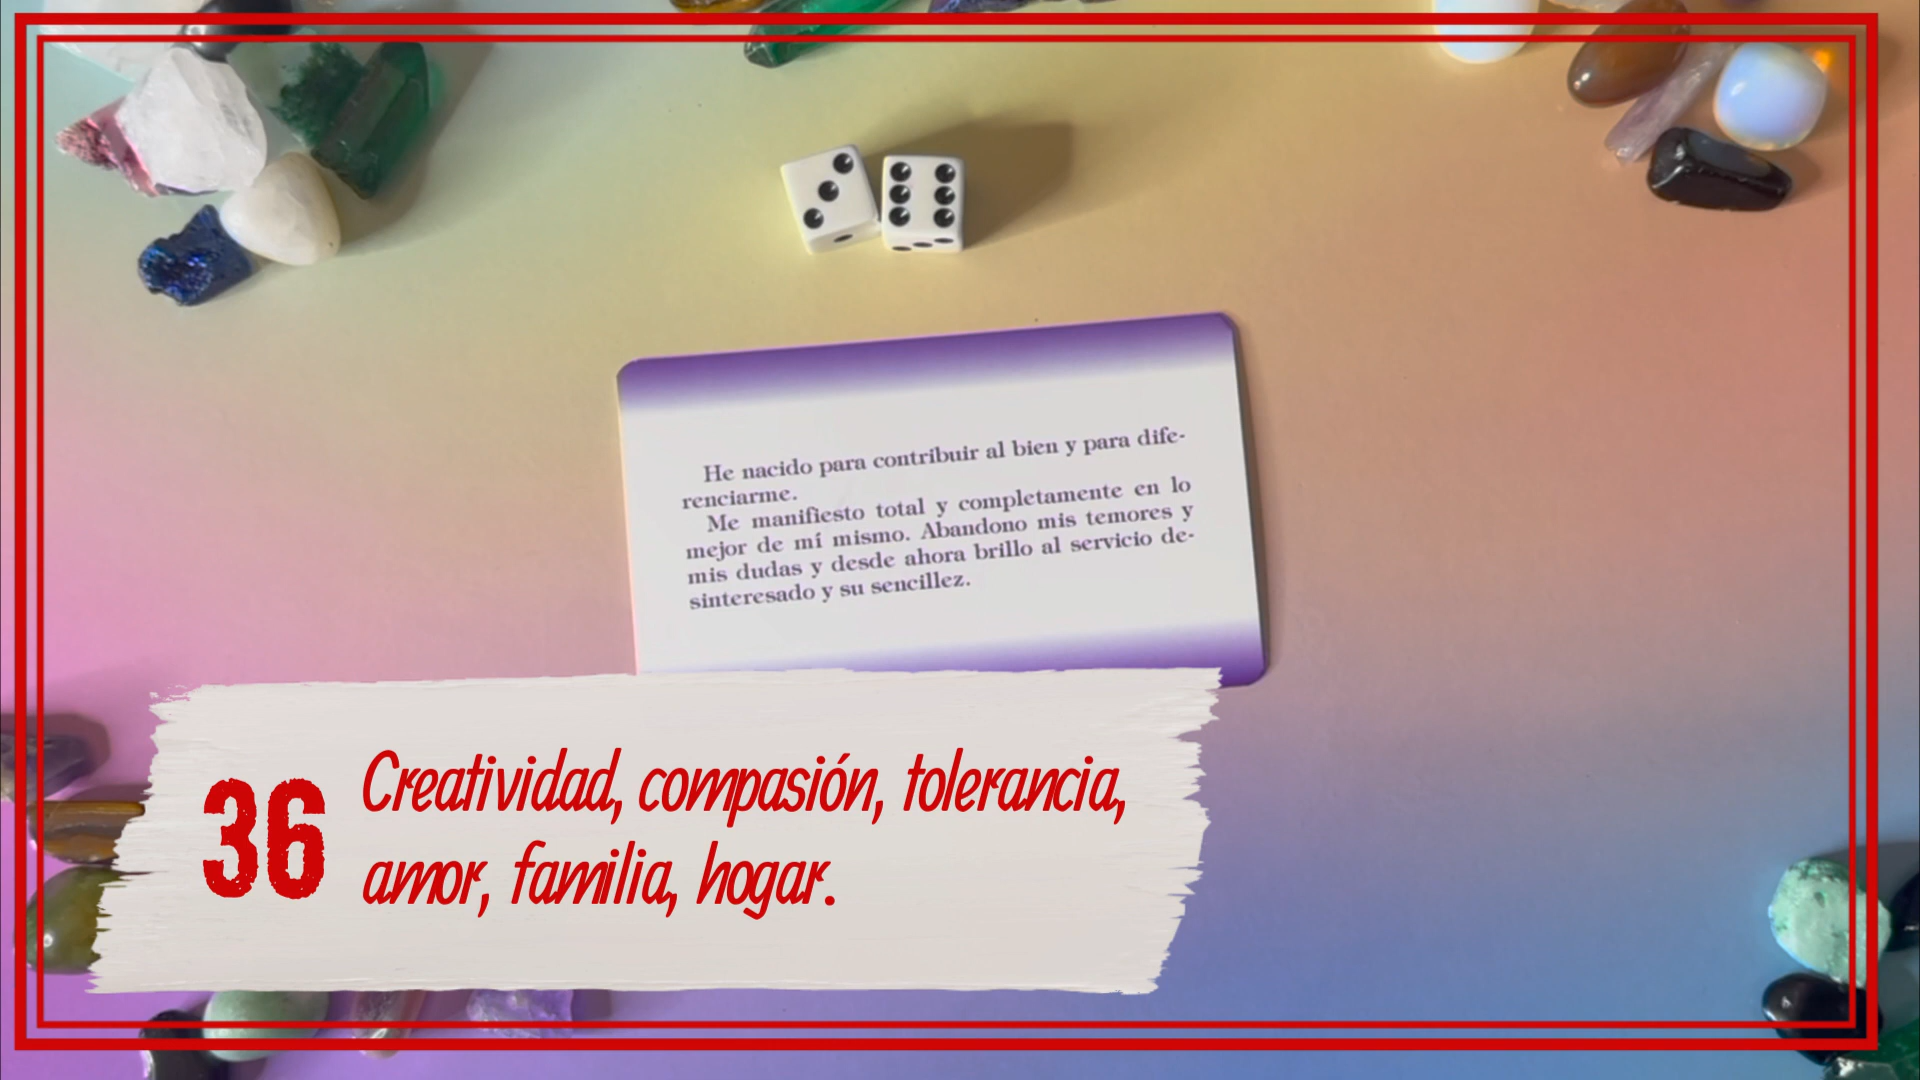 He nacido para contribuir al bien y para dife-
renciarme.
Me manifiesto total y completamente en lo
mejor de mí mismo. Abandono mis temores y
mis dudas y desde ahora brillo al servicio de-
sinteresado y su sencillez.
36
Creatividad, compasión, tolerancia,
amor, familia, hogar.